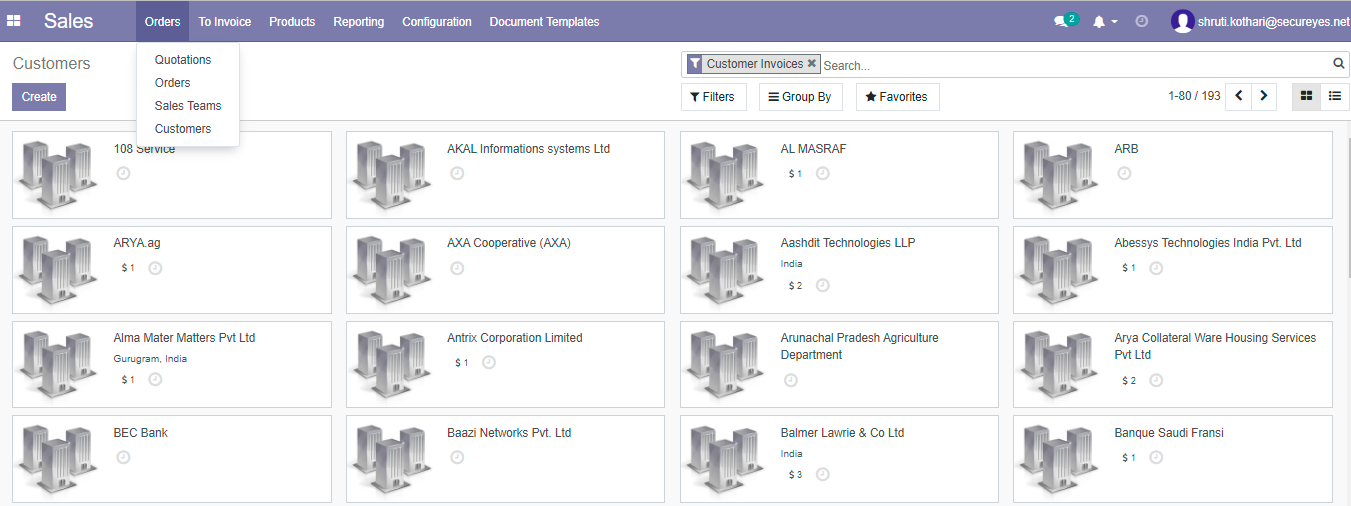 Sales
Orders
To Invoice
Products
Reporting
Configuration
Document Templates
2
shruti.kothari@secureyes.net
Quotations
Orders
Sales Teams
Customers
Customers
Create
Customer Invoices
Search...
Filters
Group By
Favorites
1-80 / 193
108 Service
AKAL Informations systems Ltd
AL MASRAF
$ 1
ARB
ARYA.ag
$ 1
AXA Cooperative (AXA)
Aashdit Technologies LLP
India
$ 2
Abessys Technologies India Pvt. Ltd
$ 1
Alma Mater Matters Pvt Ltd
Gurugram, India
$ 1
Antrix Corporation Limited
$ 1
Arunachal Pradesh Agriculture
Department
Arya Collateral Ware Housing Services
Pvt Ltd
$ 2
BEC Bank
Baazi Networks Pvt. Ltd
Balmer Lawrie & Co Ltd
India
$ 3
Banque Saudi Fransi
$ 1